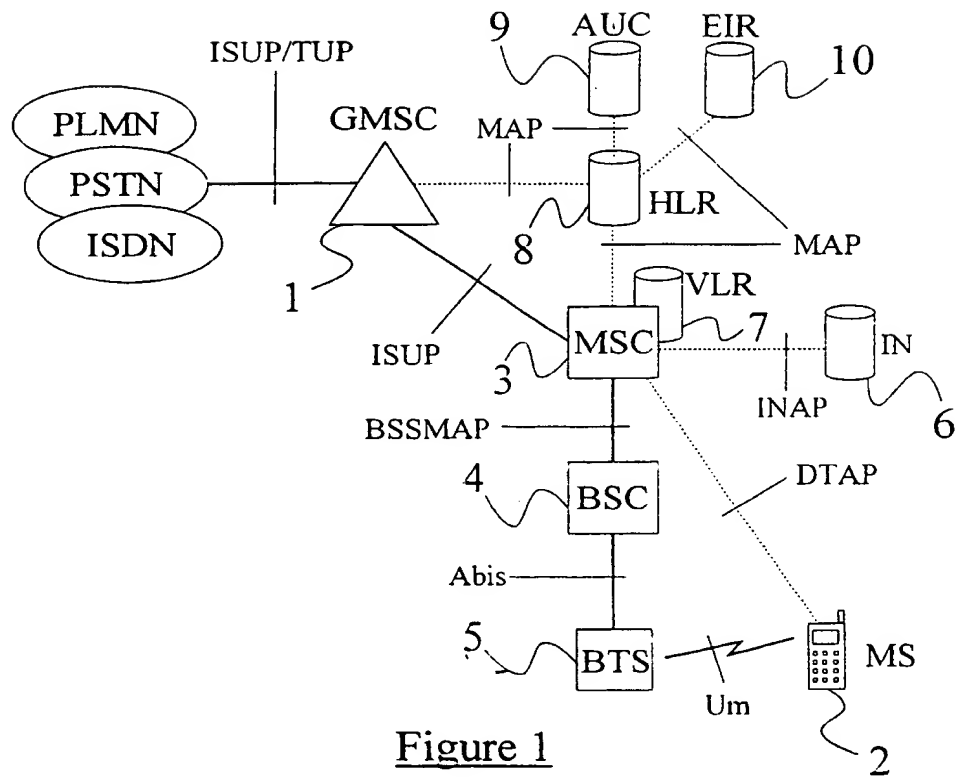 9
AUC
EIR
10
ISUP/TUP
PLMN
PSTN
ISDN
GMSC
MAP
HLR
8
1
MAP
VLR
7
MSC
3
ISUP
IN
6
INAP
BSSMAP
4
BSC
DTAP
Abis
5
BTS
Um
MS
2
Figure 1